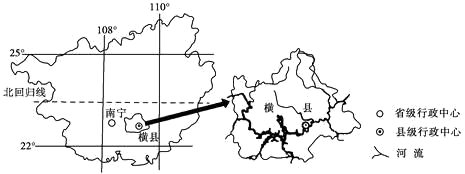 108°
110°
25°
北回归线
南宁
横县
22°
横 县
省级行政中心
县级行政中心
河 流